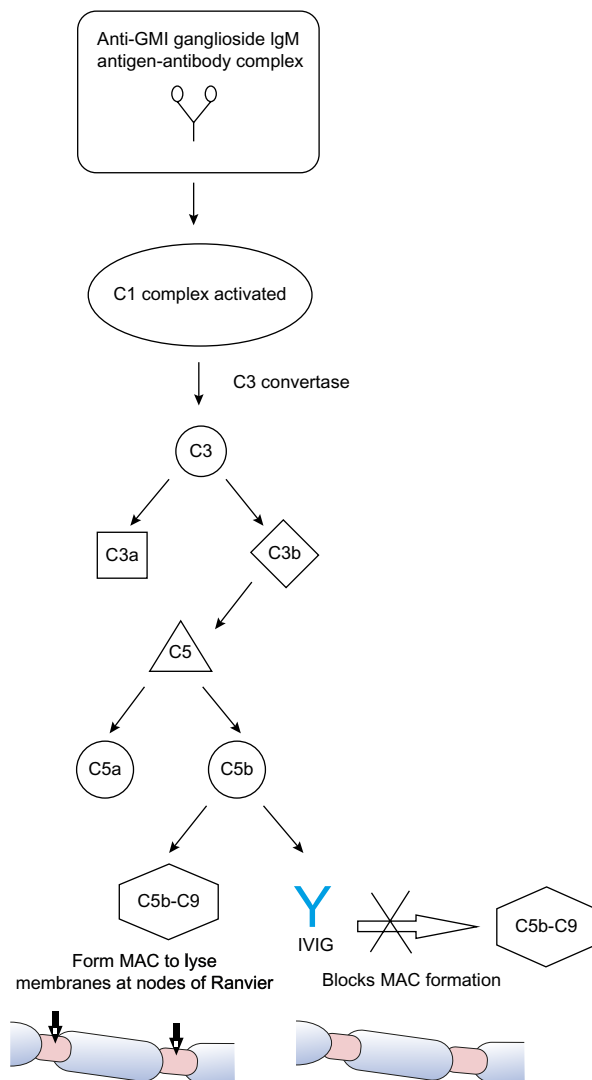 Anti-GMI ganglioside IgM
antigen-antibody complex
C1 complex activated
C3 convertase
C3
C3a
C3b
C5
C5a
C5b
C5b-C9
IVIG
C5b-C9
Form MAC to lyse
membranes at nodes of Ranvier
Blocks MAC formation